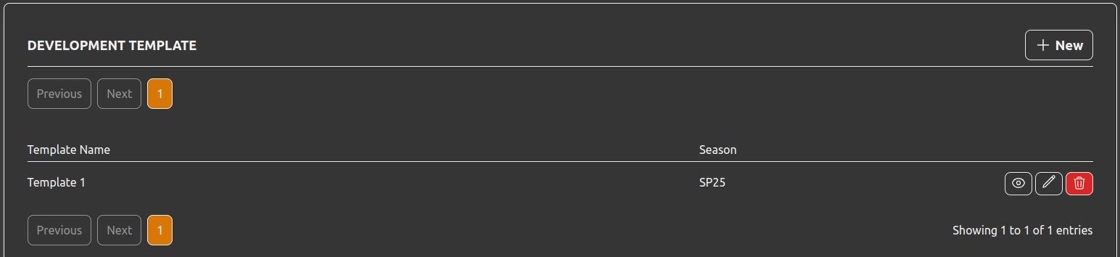 DEVELOPMENT TEMPLATE
+ New
Previous Next 1
Template Name Season
Template 1 SP25
Previous Next 1 Showing 1 to 1 of 1 entries